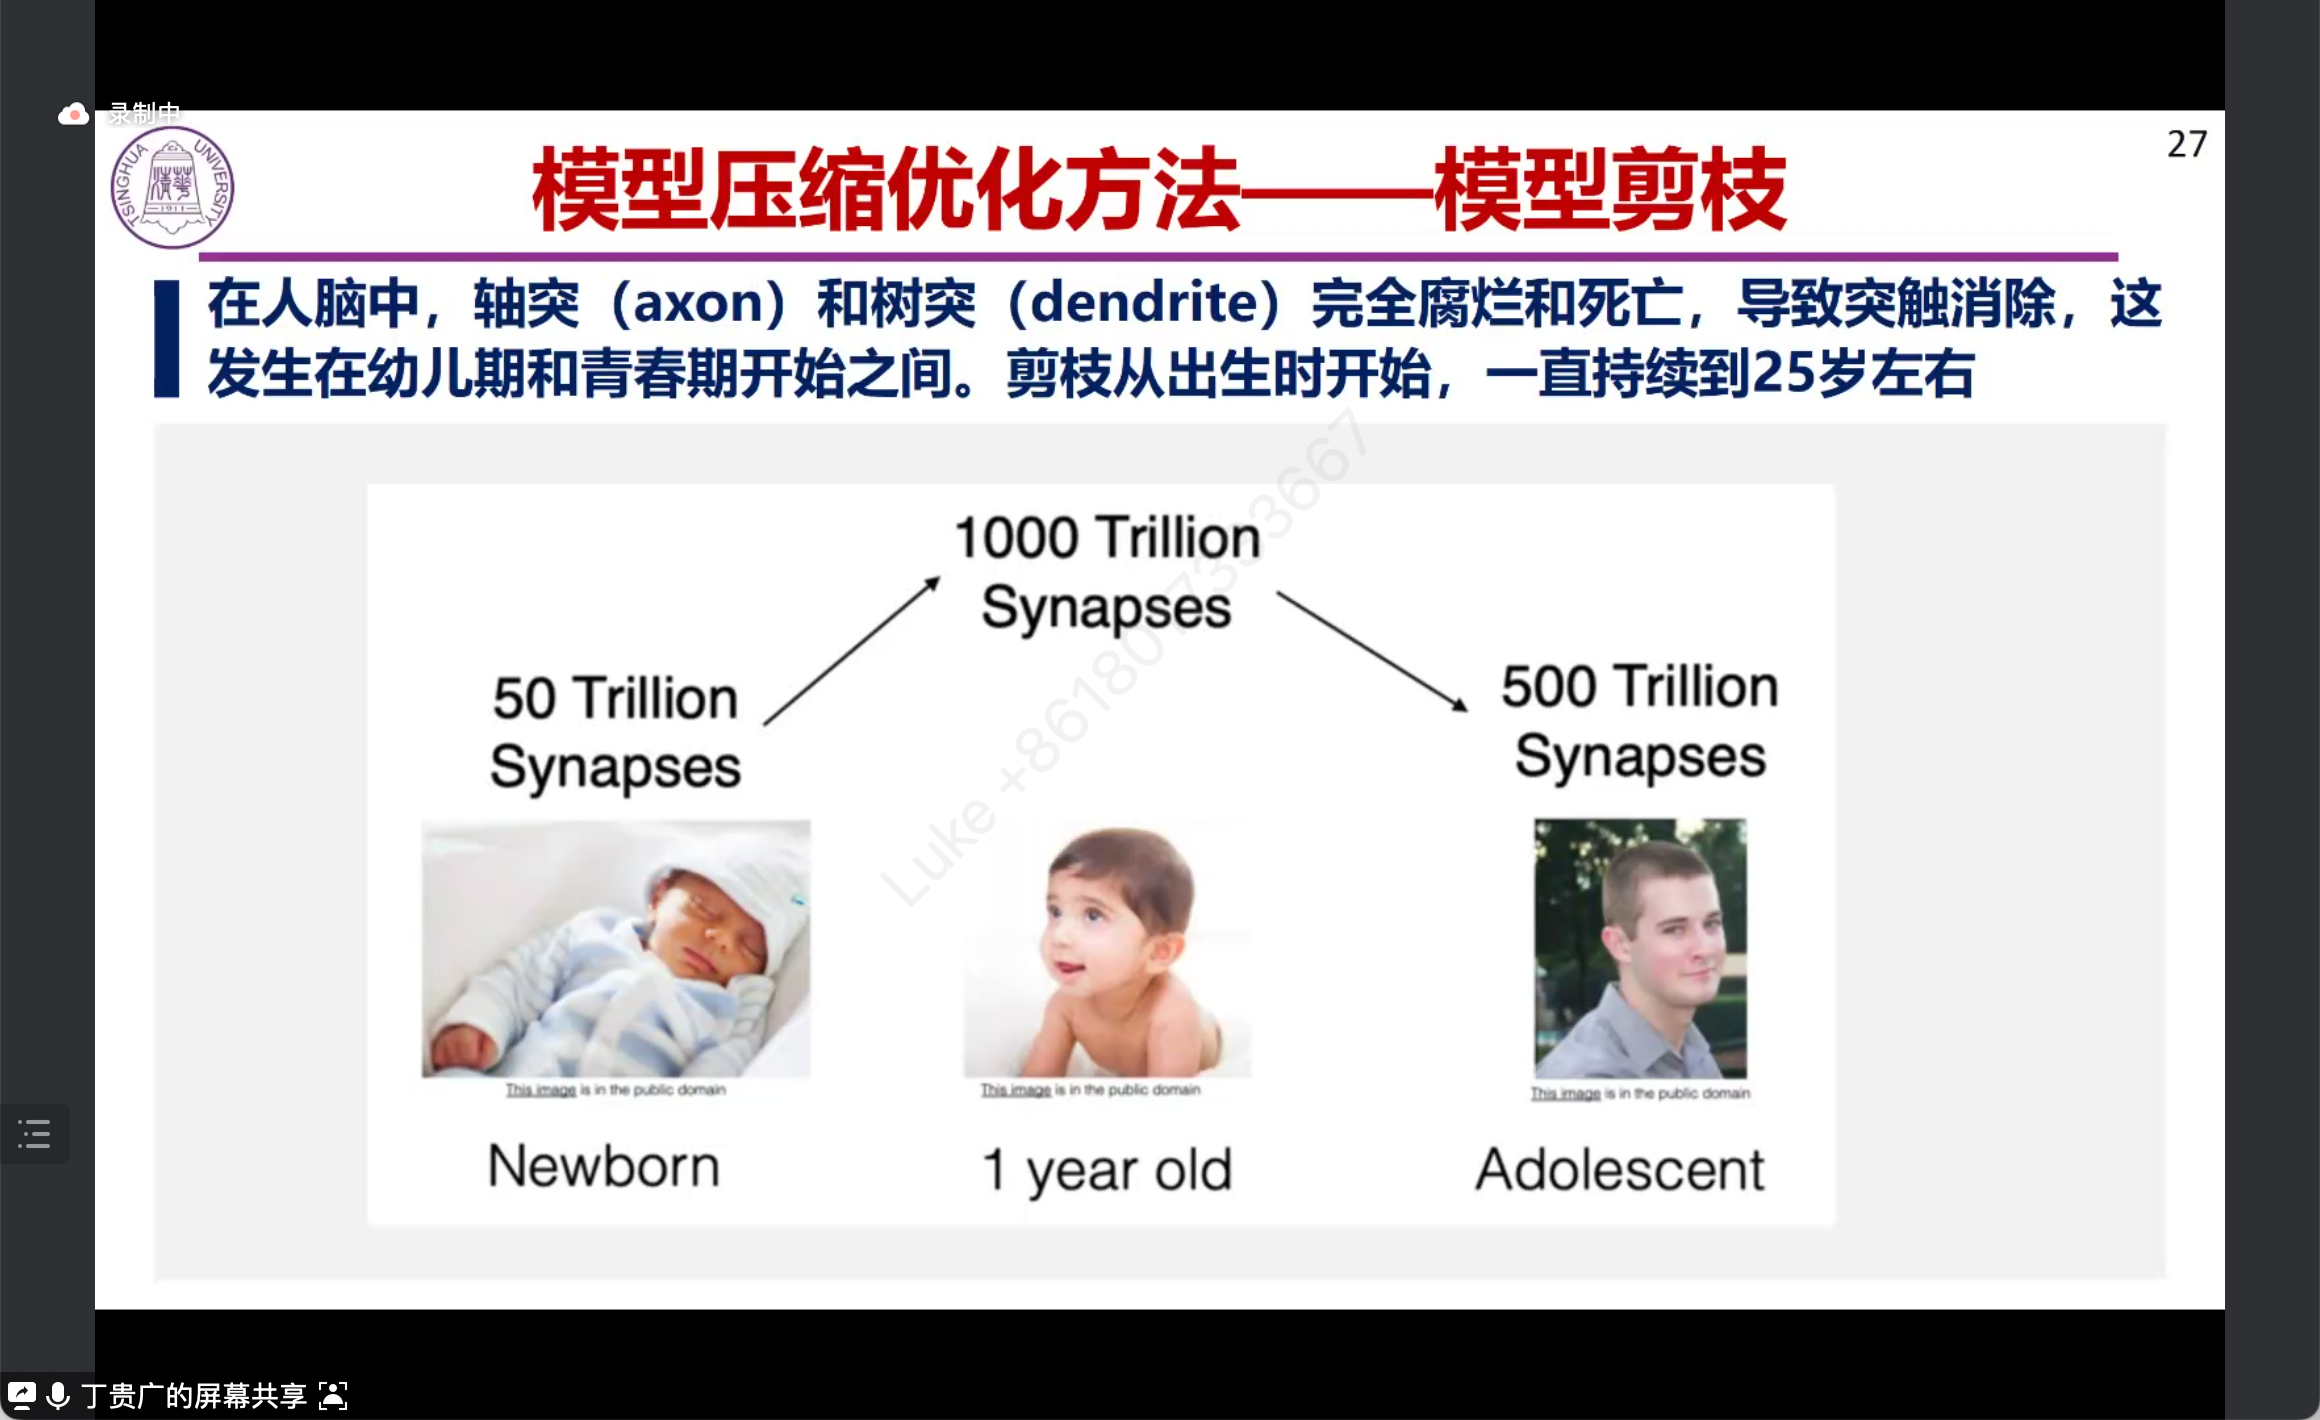 录制中
27
TSINGHUA UNIVERSITY
清華
1911
模型压缩优化方法——模型剪枝
在人脑中，轴突（axon）和树突（dendrite）完全腐烂和死亡，导致突触消除，这
发生在幼儿期和青春期开始之间。剪枝从出生时开始，一直持续到25岁左右
1000 Trillion
Synapses
50 Trillion
Synapses
500 Trillion
Synapses
This image is in the public domain
This image is in the public domain
This image is in the public domain
Newborn
1 year old
Adolescent
丁贵广的屏幕共享